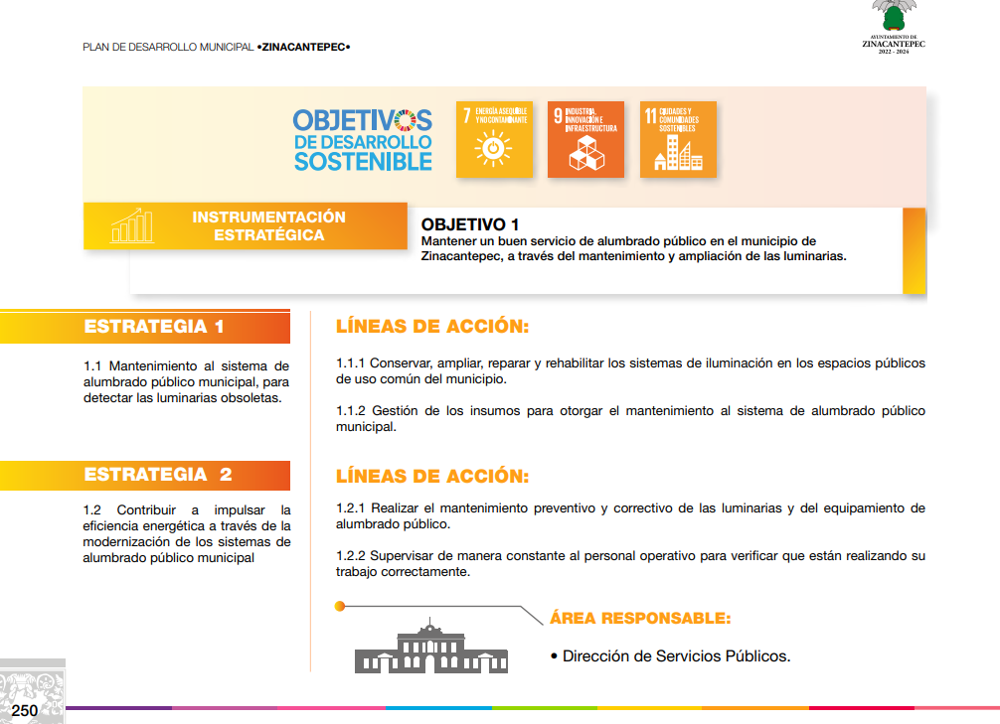 PLAN DE DESARROLLO MUNICIPAL •ZINACANTEPEC•
AYUNTAMIENTO DE
ZINACANTEPEC
2022 - 2024
OBJETIVOS
DE DESARROLLO
SOSTENIBLE
7 ENERGÍA ASEQUIBLE
Y NO CONTAMINANTE
9 INDUSTRIA,
INNOVACIÓN E
INFRAESTRUCTURA
11 CIUDADES Y
COMUNIDADES
SOSTENIBLES
INSTRUMENTACIÓN
ESTRATÉGICA
OBJETIVO 1
Mantener un buen servicio de alumbrado público en el municipio de
Zinacantepec, a través del mantenimiento y ampliación de las luminarias.
ESTRATEGIA 1
1.1 Mantenimiento al sistema de
alumbrado público municipal, para
detectar las luminarias obsoletas.
LÍNEAS DE ACCIÓN:
1.1.1 Conservar, ampliar, reparar y rehabilitar los sistemas de iluminación en los espacios públicos
de uso común del municipio.
1.1.2 Gestión de los insumos para otorgar el mantenimiento al sistema de alumbrado público
municipal.
ESTRATEGIA 2
1.2 Contribuir a impulsar la
eficiencia energética a través de la
modernización de los sistemas de
alumbrado público municipal
LÍNEAS DE ACCIÓN:
1.2.1 Realizar el mantenimiento preventivo y correctivo de las luminarias y del equipamiento de
alumbrado público.
1.2.2 Supervisar de manera constante al personal operativo para verificar que están realizando su
trabajo correctamente.
ÁREA RESPONSABLE:
• Dirección de Servicios Públicos.
250